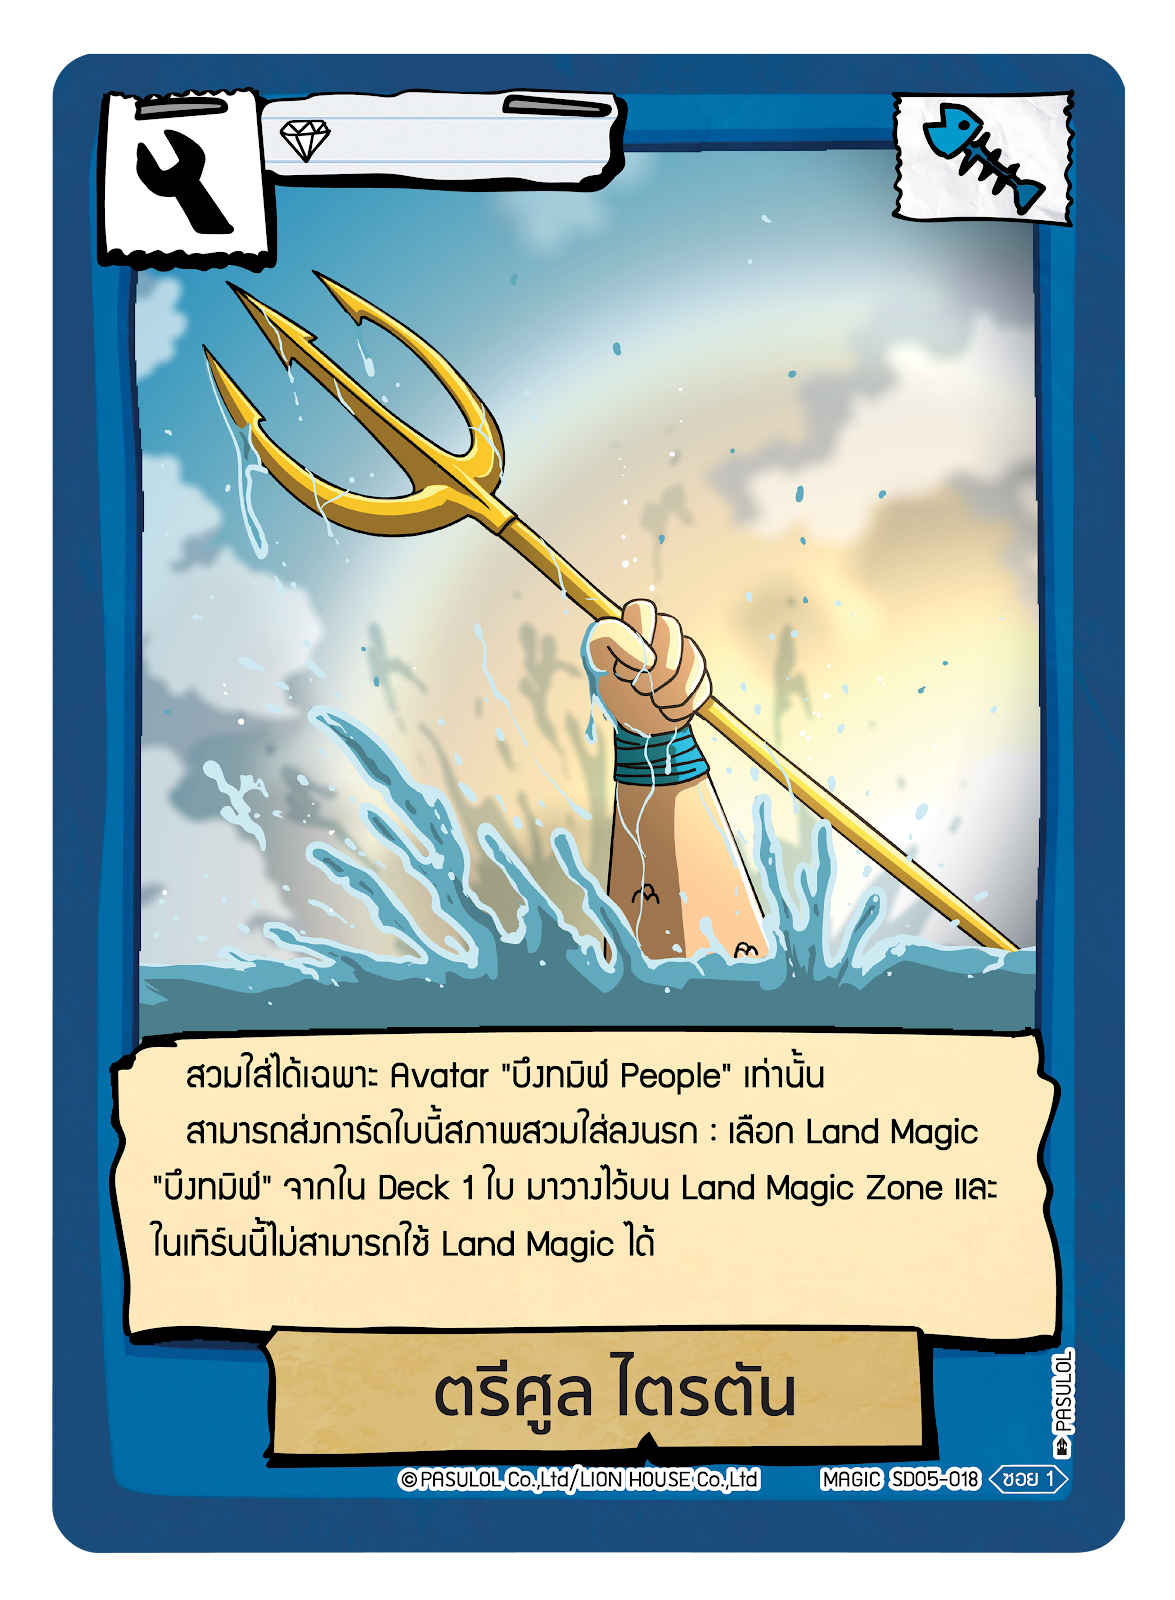 สวมใส่ได้เฉพาะ Avatar "บึงทมิฬ People" เท่านั้น
สามารถส่งการ์ดใบนี้สภาพสวมใส่ลงนรก : เลือก Land Magic
"บึงทมิฬ" จากใน Deck 1 ใบ มาวางไว้บน Land Magic Zone และ
ในเทิร์นนี้ไม่สามารถใช้ Land Magic ได้
ตรีศูล ไตรตัน
PASULOL
©PASULOL Co.,Ltd/LION HOUSE Co.,Ltd
MAGIC SD05-018 ซอย 1